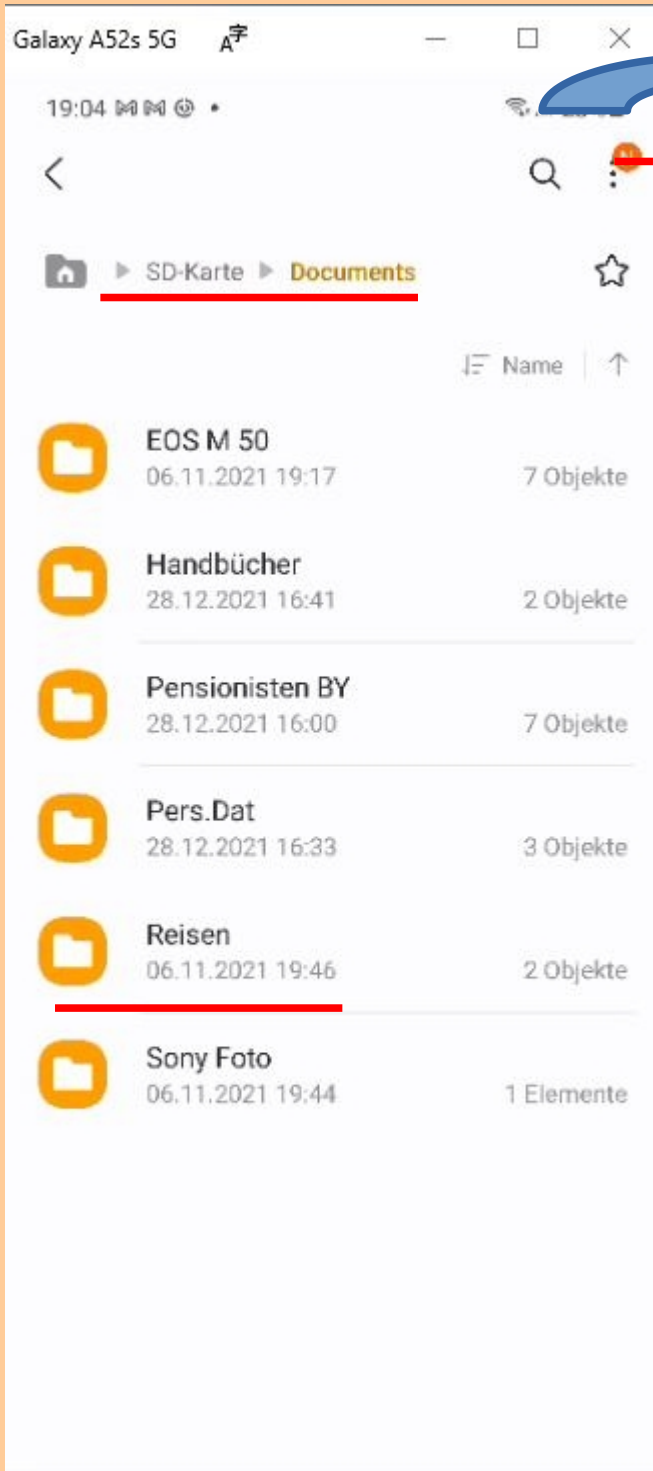 Galaxy A52s 5G A字
19:04
SD-Karte Documents
Name
EOS M 50
06.11.2021 19:17 7 Objekte
Handbücher
28.12.2021 16:41 2 Objekte
Pensionisten BY
28.12.2021 16:00 7 Objekte
Pers.Dat
28.12.2021 16:33 3 Objekte
Reisen
06.11.2021 19:46 2 Objekte
Sony Foto
06.11.2021 19:44 1 Elemente